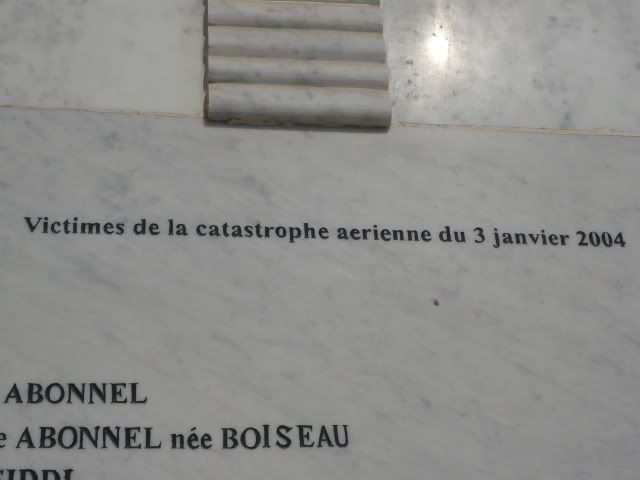 Victimes de la catastrophe aerienne du 3 janvier 2004
ABONNEL
ABONNEL née BOISEAU